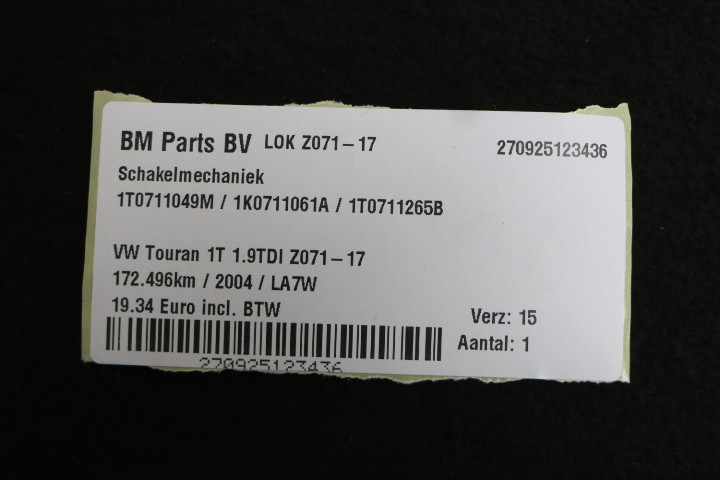 BM Parts BV LOK Z071-17 270925123436
Schakelmechaniek
1T0711049M / 1K0711061A / 1T0711265B
VW Touran 1T 1.9TDI Z071-17
172.496km / 2004 / LA7W
19.34 Euro incl. BTW
Verz: 15
Aantal: 1
270925123436